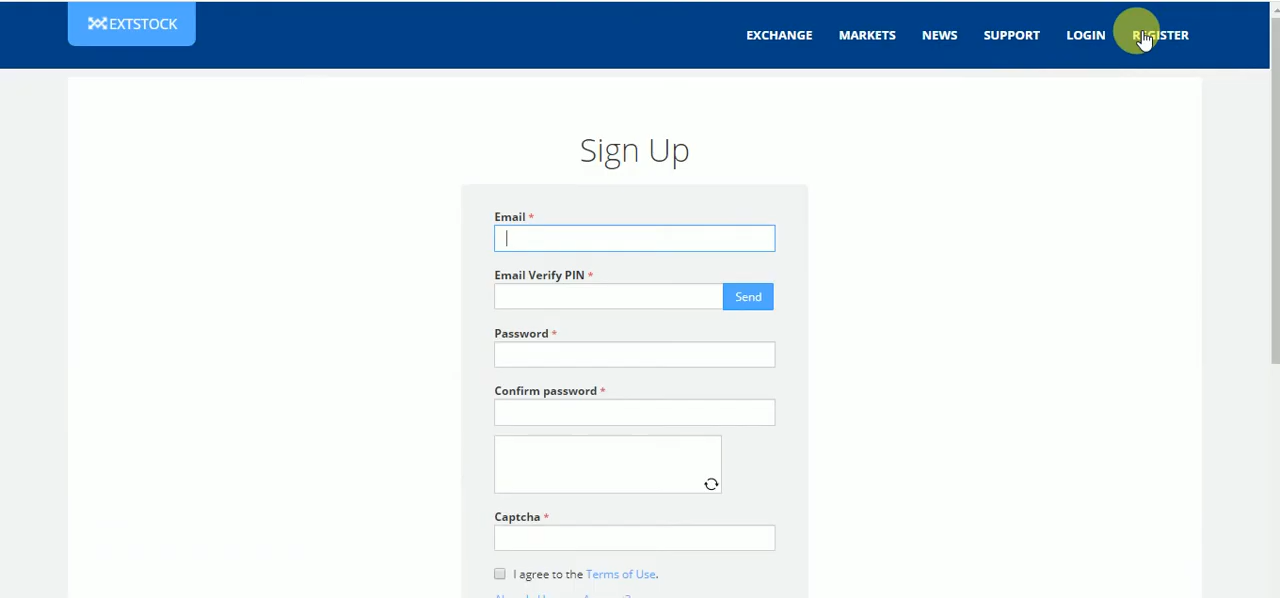 EXTSTOCK
EXCHANGE MARKETS NEWS SUPPORT LOGIN REGISTER
Sign Up
Email *
Email Verify PIN *
Send
Password *
Confirm password *
Captcha *
I agree to the Terms of Use.